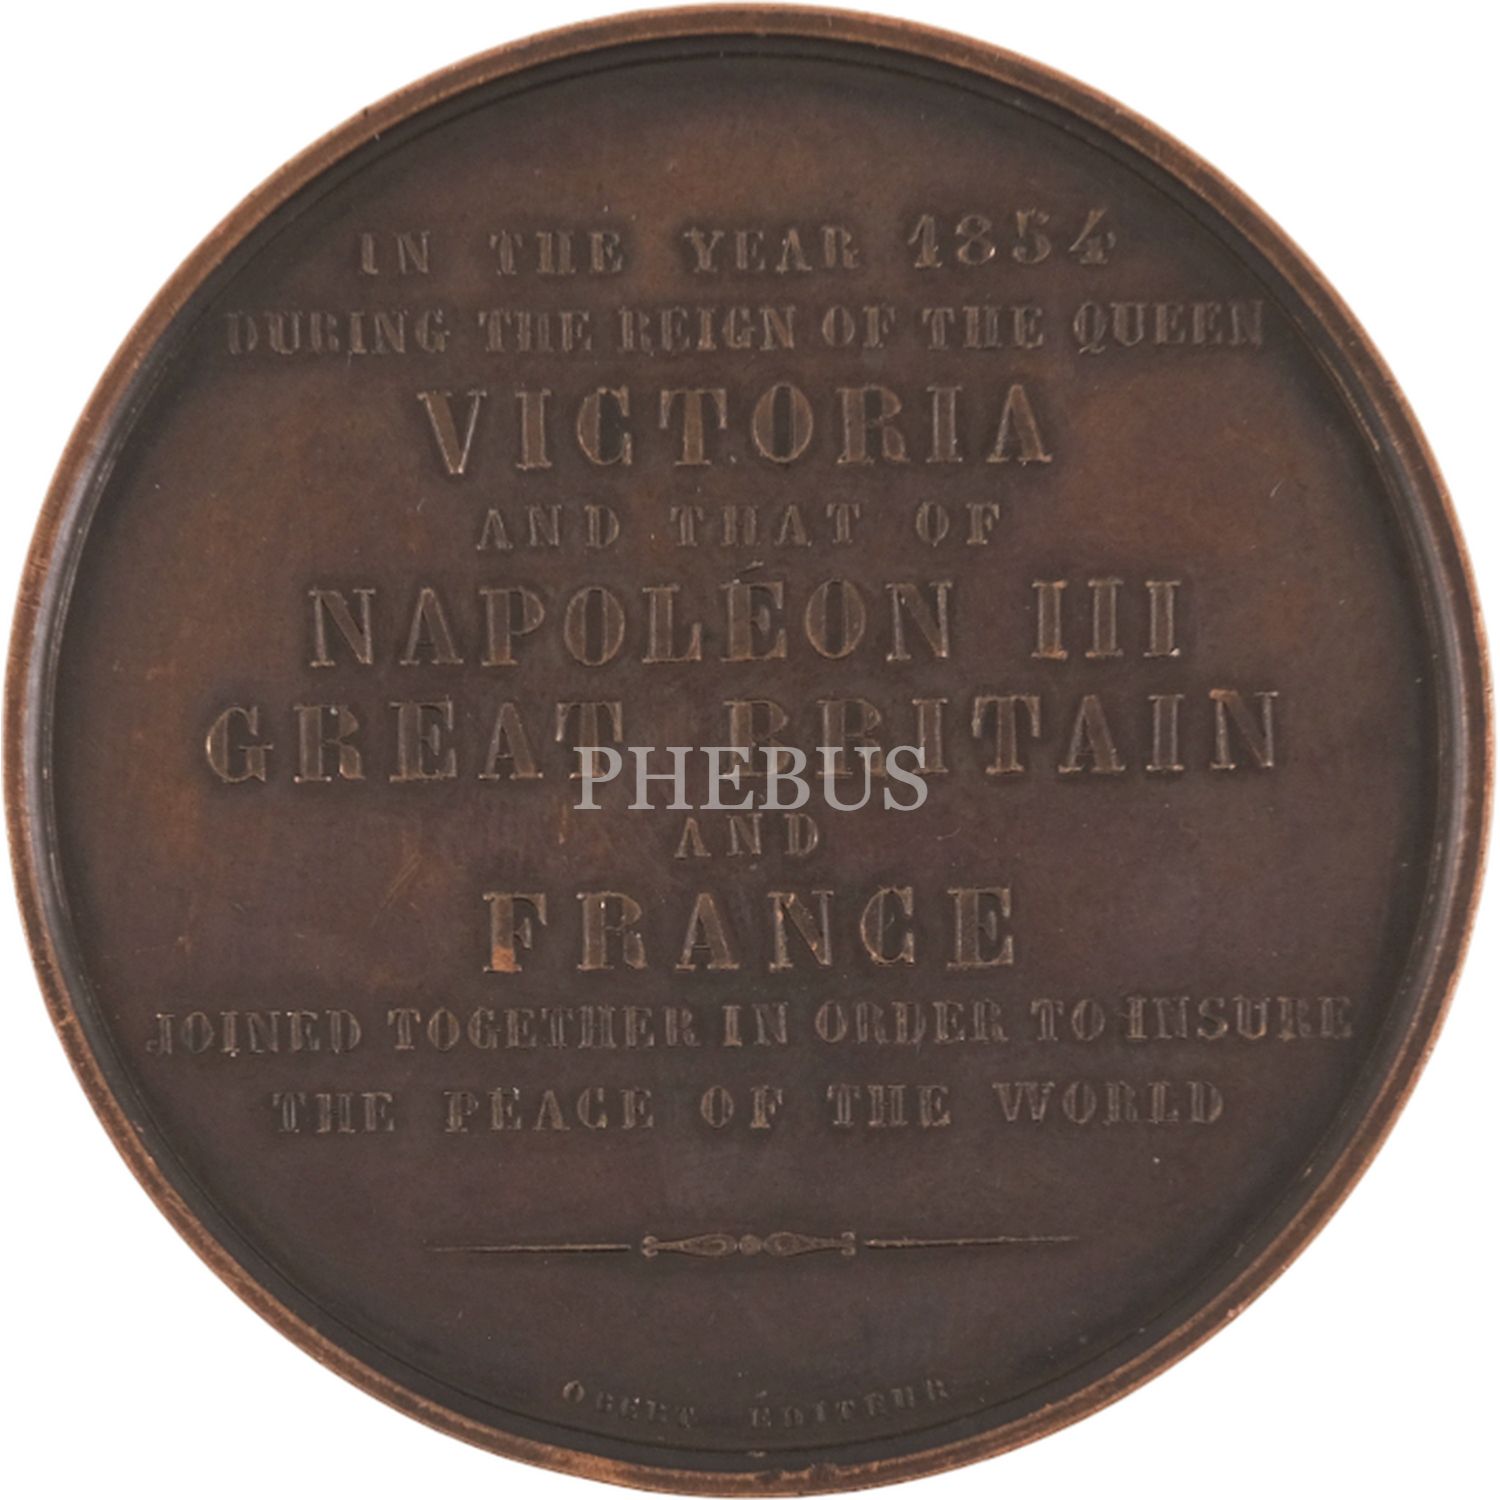 IN THE YEAR 1854
DURING THE REIGN OF THE QUEEN
VICTORIA
AND THAT OF
NAPOLÉON III
GREAT BRITAIN
PHEBUS
AND
FRANCE
JOINED TOGETHER IN ORDER TO INSURE
THE PEACE OF THE WORLD
OBERT ÉDITEUR